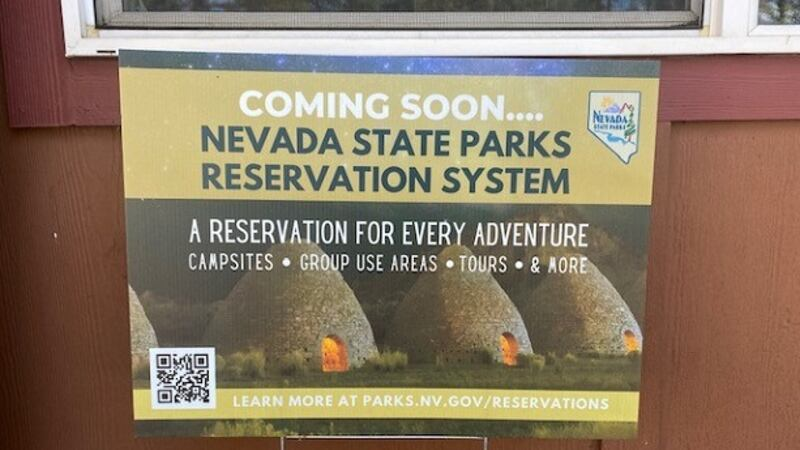 COMING SOON....
NEVADA STATE PARKS
RESERVATION SYSTEM
NEVADA
STATE PARKS
A RESERVATION FOR EVERY ADVENTURE
CAMPSITES • GROUP USE AREAS • TOURS • & MORE
LEARN MORE AT PARKS.NV.GOV/RESERVATIONS